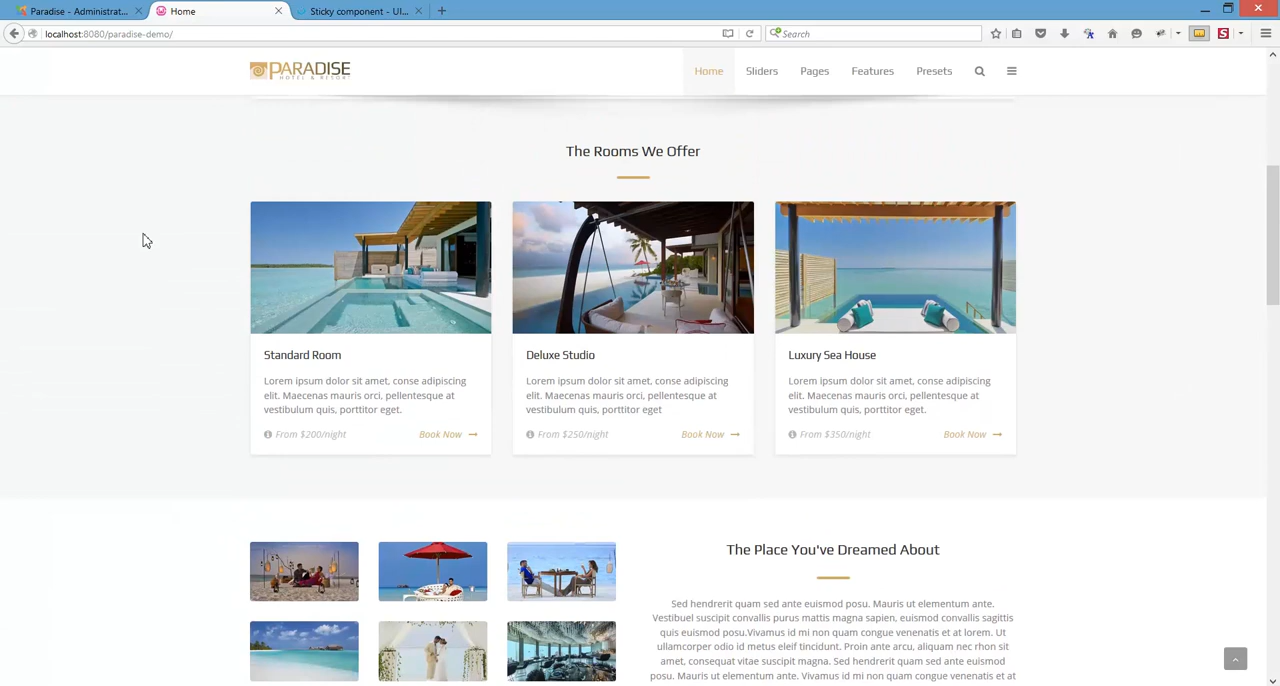 Paradise - Administrat...
Home
Sticky component - UI...
localhost:8080/paradise-demo/
Search
S
PARADISE
HOTEL & RESORT
Home
Sliders
Pages
Features
Presets
The Rooms We Offer
Standard Room
Lorem ipsum dolor sit amet, conse adipiscing
elit. Maecenas mauris orci, pellentesque at
vestibulum quis, porttitor eget.
From $200/night
Book Now
Deluxe Studio
Lorem ipsum dolor sit amet, conse adipiscing
elit. Maecenas mauris orci, pellentesque at
vestibulum quis, porttitor eget
From $250/night
Book Now
Luxury Sea House
Lorem ipsum dolor sit amet, conse adipiscing
elit. Maecenas mauris orci, pellentesque at
vestibulum quis, porttitor eget.
From $350/night
Book Now
The Place You've Dreamed About
Sed hendrerit quam sed ante euismod posu. Mauris ut elementum ante.
Vestibuel suscipit convallis purus mattis magna sapien, euismod convallis sagittis
quis euismod posu.Vivamus id mi non quam congue venenatis et at lorem. Ut
ullamcorper odio id metus eleif tincidunt. Proin ante arcu, aliquam nec rhon sit
amet, consequat vitae suscipit magna. Sed hendrerit quam sed ante euismod
posu. Mauris ut elementum ante. Vivamus id mi non quam congue venenatis et at